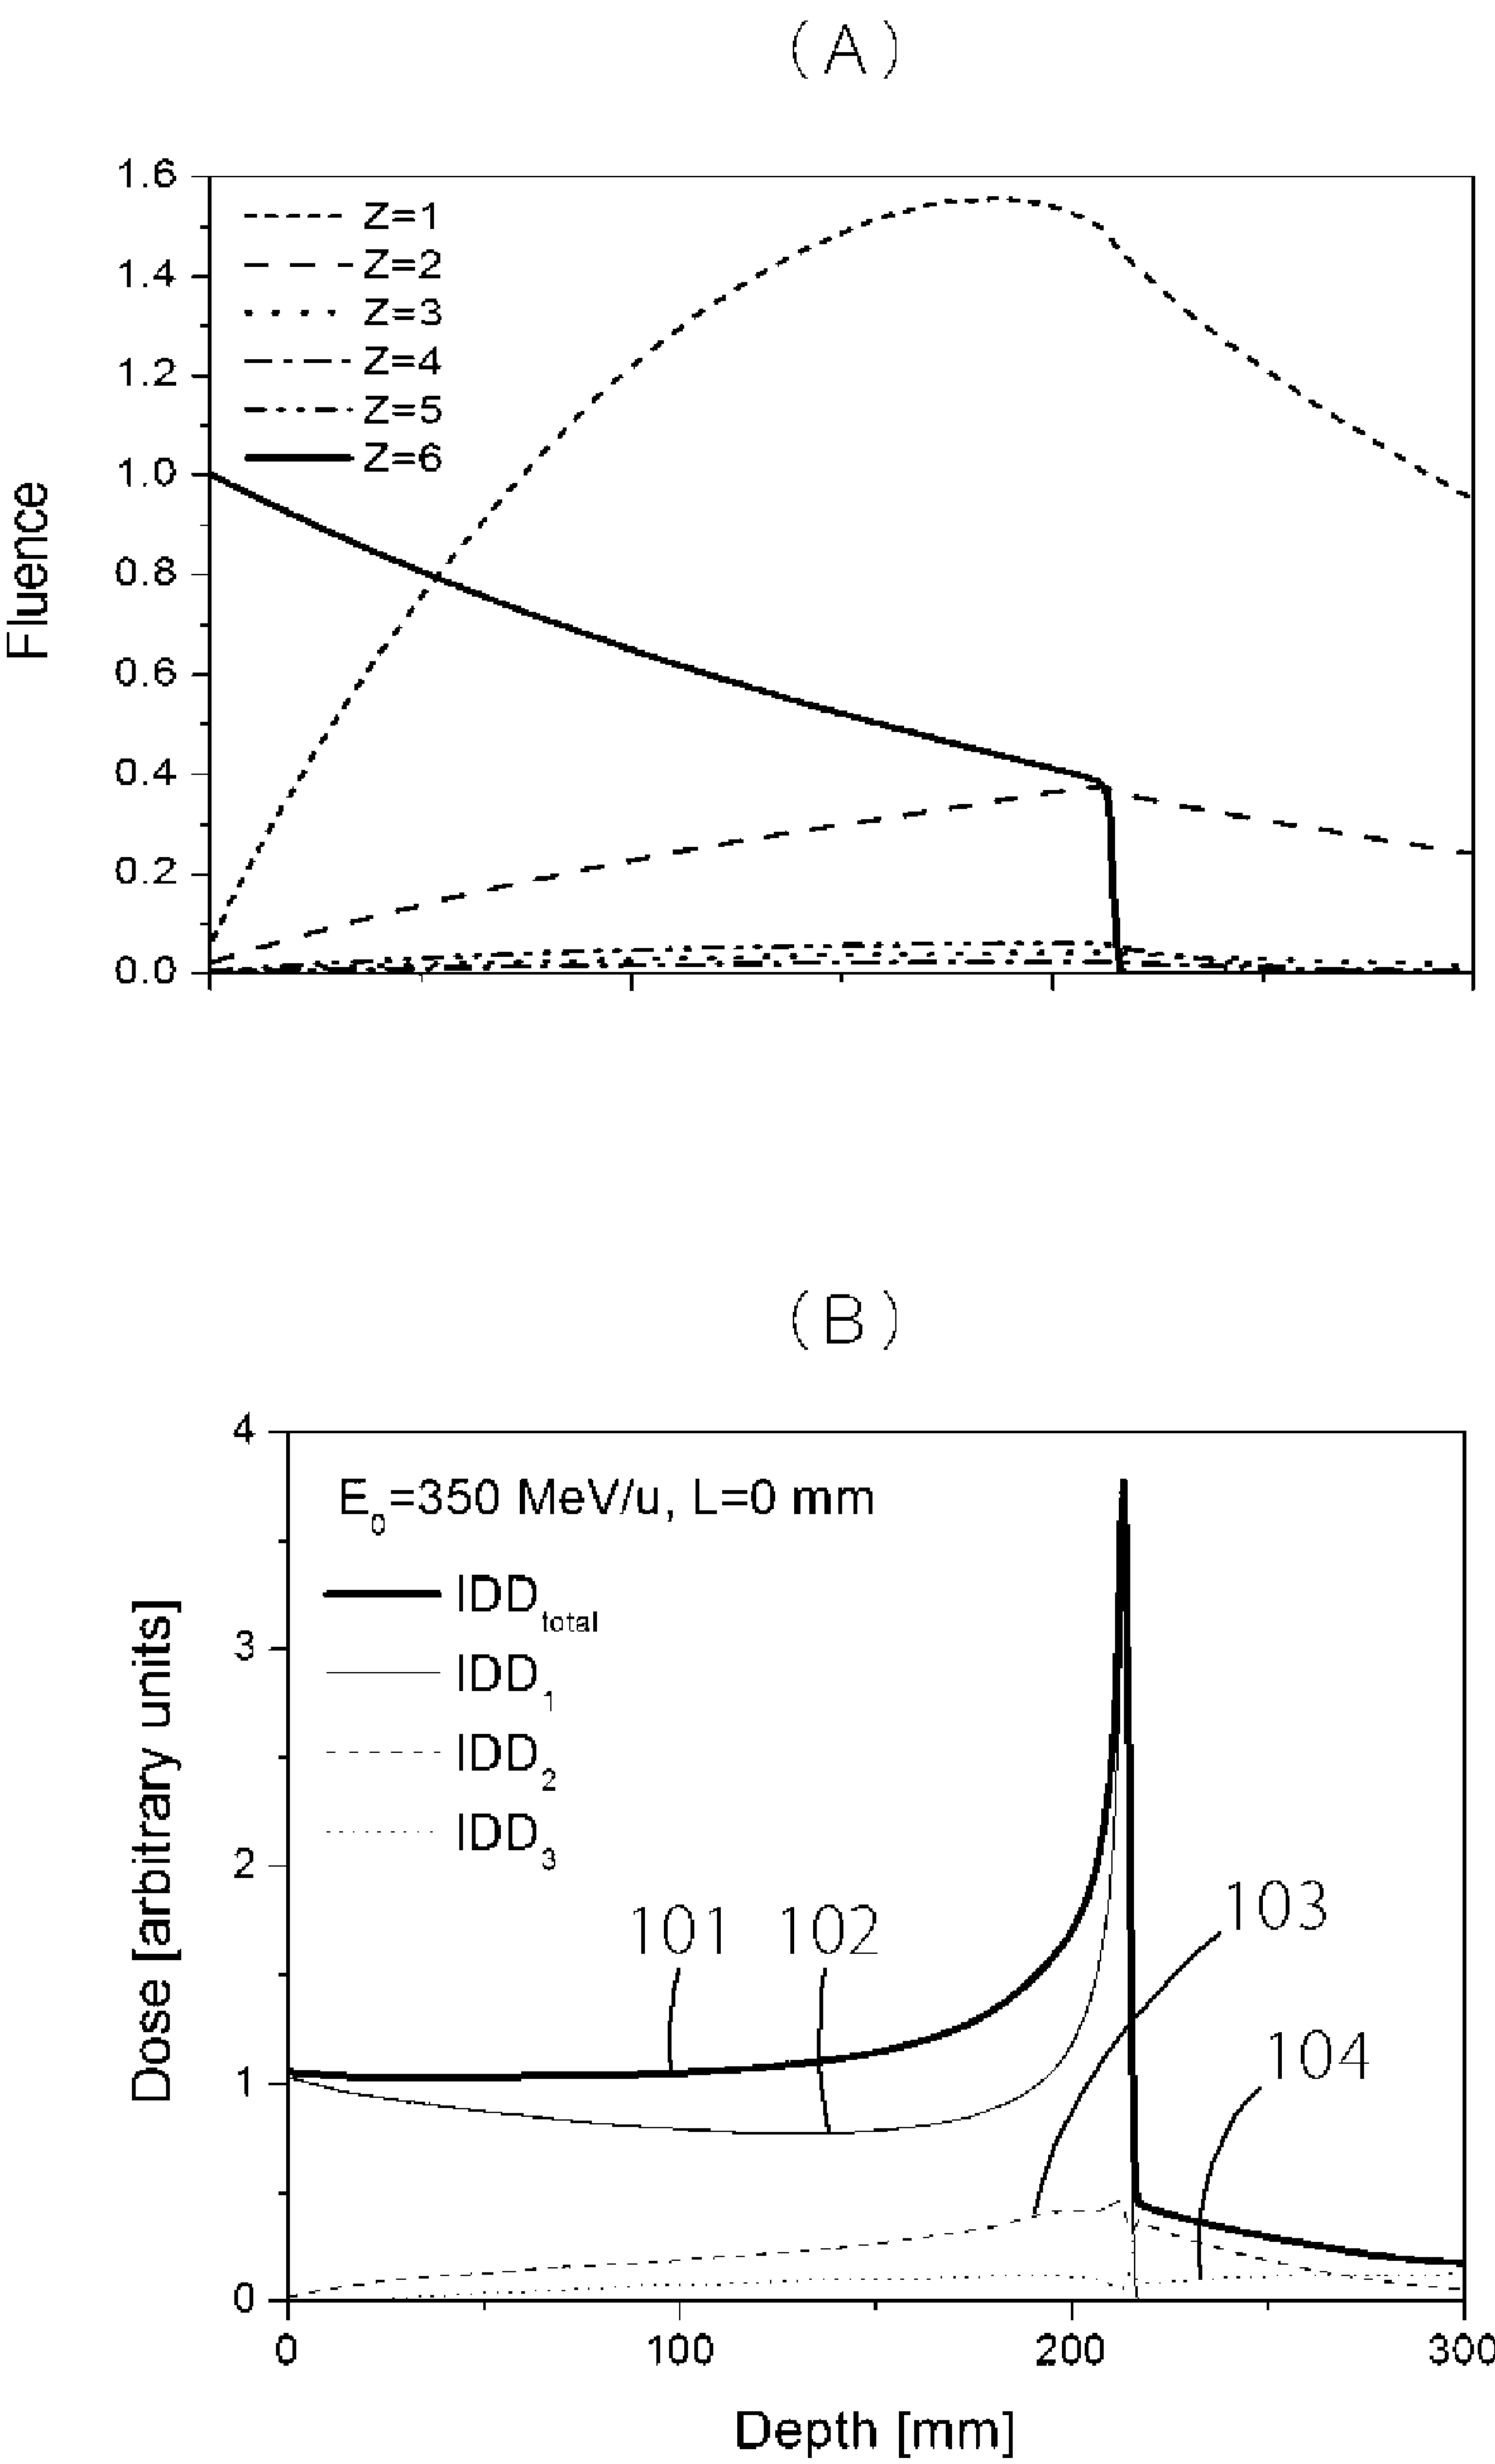 (A)
1.6
1.4
1.2
1.0
0.8
0.6
0.4
0.2
0.0
Fluence
Z=1
Z=2
Z=3
Z=4
Z=5
Z=6
(B)
4
3
2
1
0
Dose [arbitrary units]
E0=350 MeV/u, L=0 mm
IDDtotal
IDD1
IDD2
IDD3
101
102
103
104
0
100
200
300
Depth [mm]